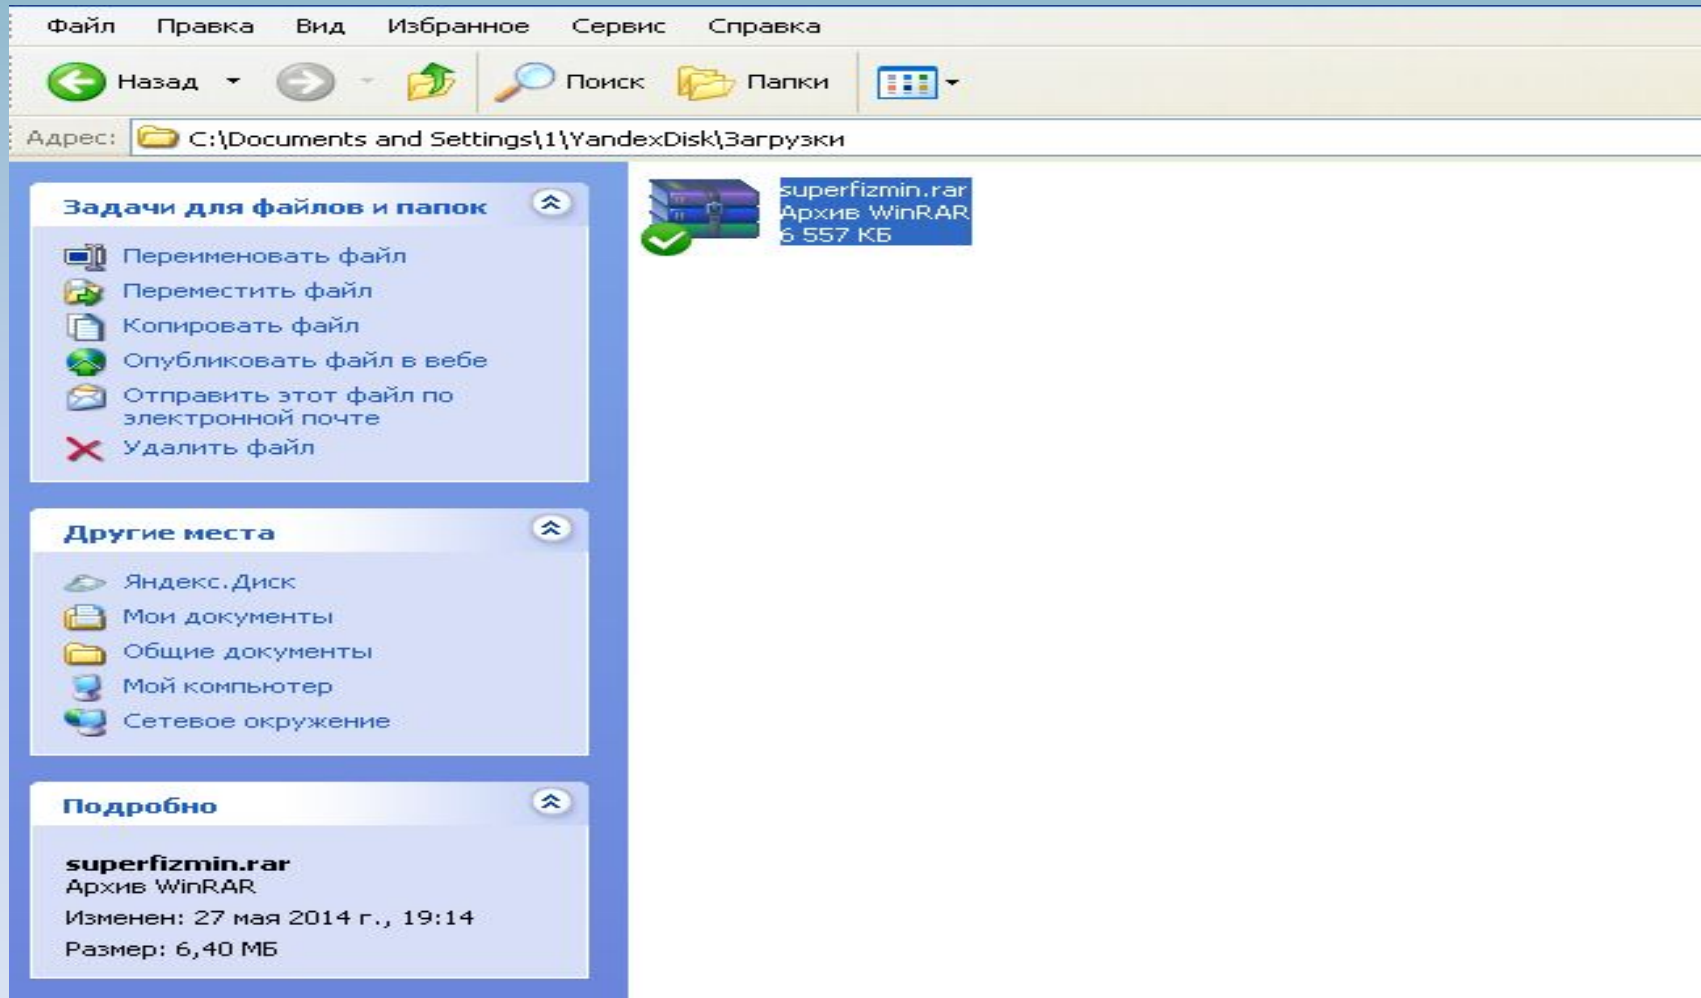 Файл Правка Вид Избранное Сервис Справка
Назад Поиск Папки
Адрес: C:\Documents and Settings\1\YandexDisk\Загрузки
Задачи для файлов и папок
Переименовать файл
Переместить файл
Копировать файл
Опубликовать файл в вебе
Отправить этот файл по
электронной почте
Удалить файл
Другие места
Яндекс.Диск
Мои документы
Общие документы
Мой компьютер
Сетевое окружение
Подробно
superfizmin.rar
Архив WinRAR
Изменен: 27 мая 2014 г., 19:14
Размер: 6,40 МБ
superfizmin.rar
Архив WinRAR
6 557 КБ